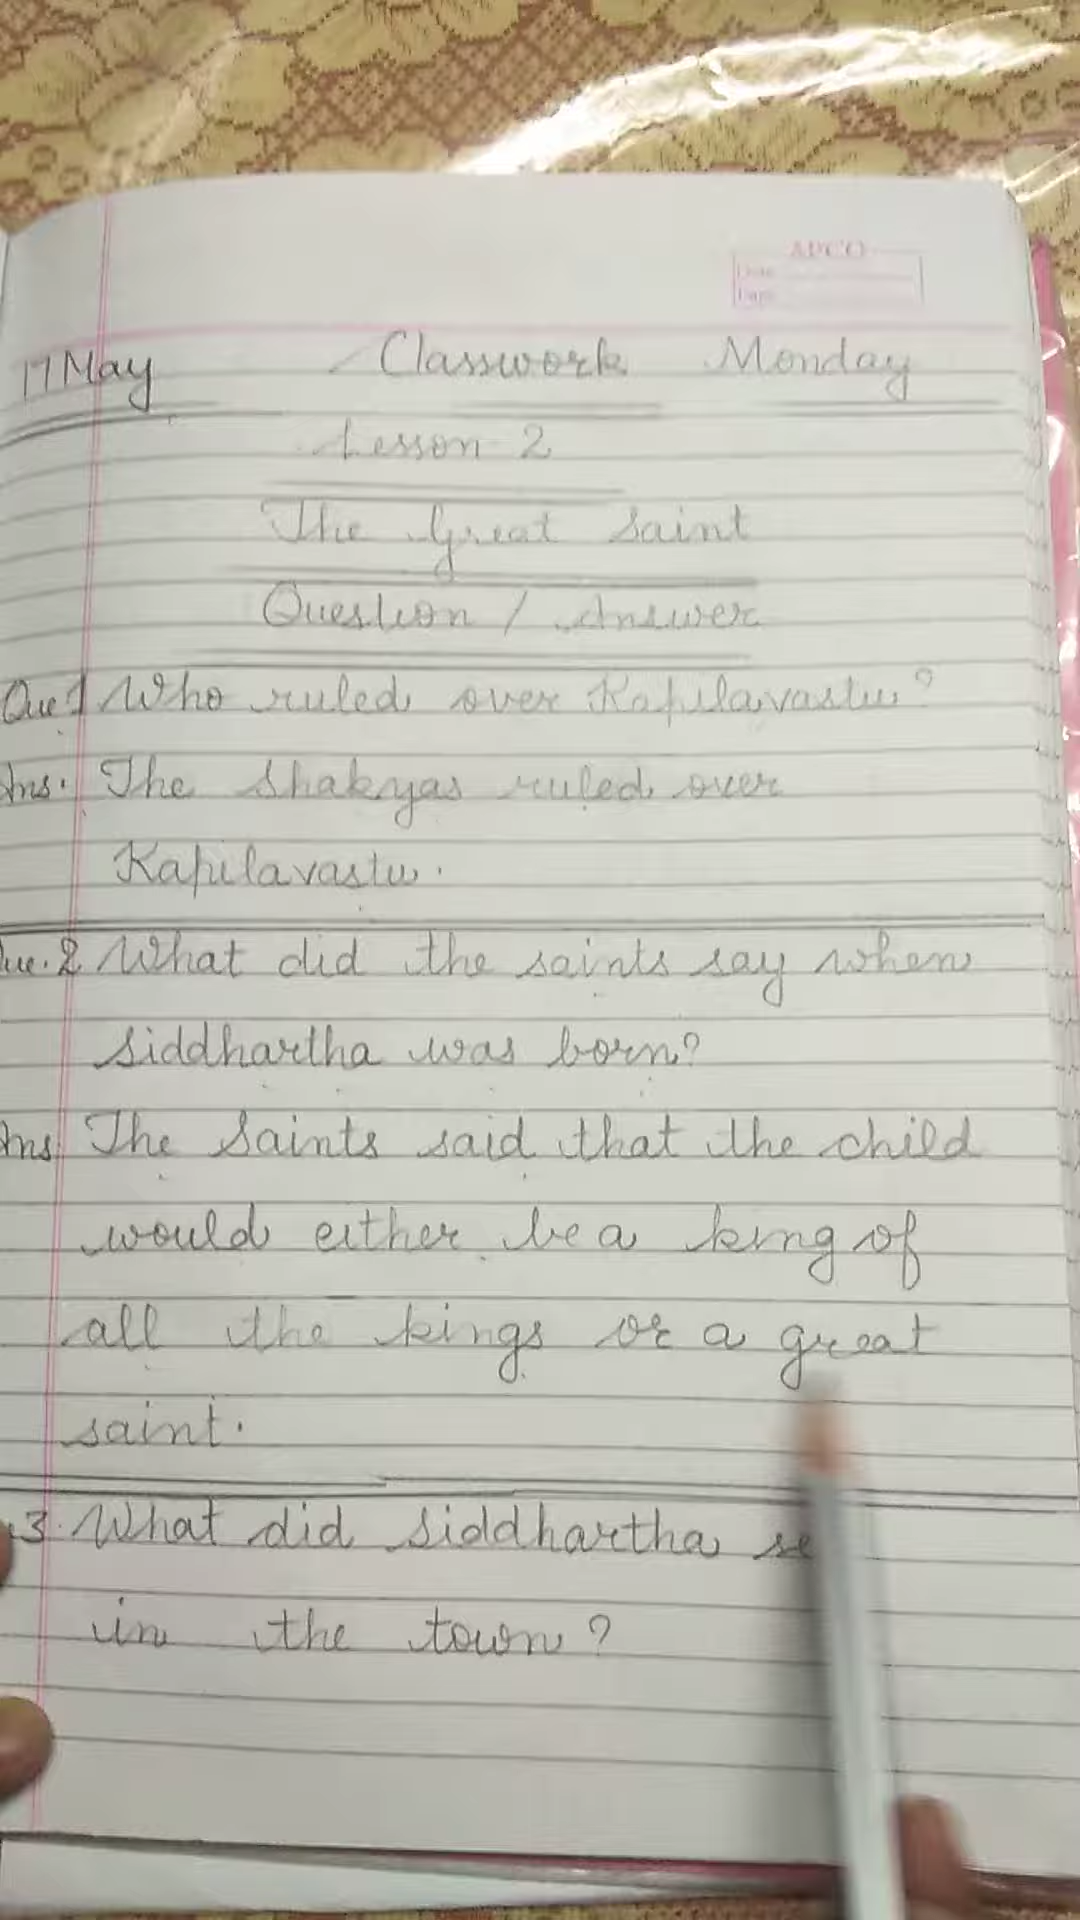 APCO
Date
Page
17 May Classwork Monday
Lesson 2
The Great Saint
Question / Answer
Que 1 Who ruled over Kapilavastu?
Ans. The Shakyas ruled over
Kapilavastu.
Que. 2 What did the saints say when
Siddhartha was born?
Ans The Saints said that the child
would either be a king of
all the kings or a great
saint.
3. What did Siddhartha se
in the town?